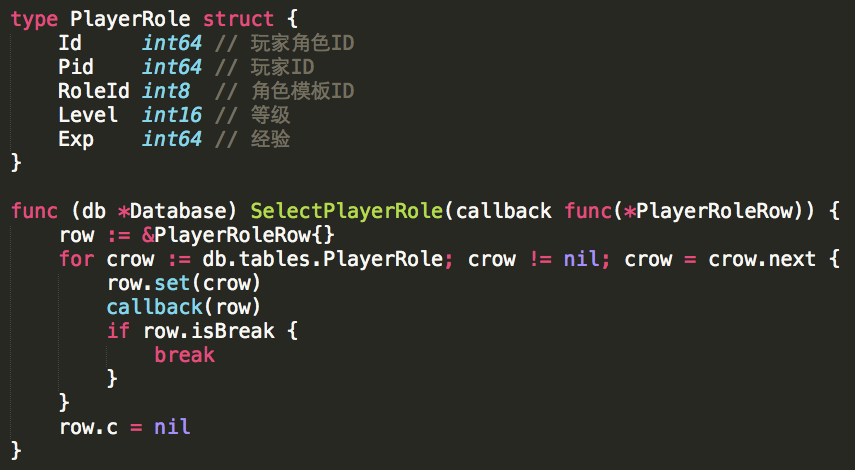 type PlayerRole struct {
    Id     int64 // 玩家角色ID
    Pid    int64 // 玩家ID
    RoleId int8  // 角色模板ID
    Level  int16 // 等级
    Exp    int64 // 经验
}

func (db *Database) SelectPlayerRole(callback func(*PlayerRoleRow)) {
    row := &PlayerRoleRow{}
    for crow := db.tables.PlayerRole; crow != nil; crow = crow.next {
        row.set(crow)
        callback(row)
        if row.isBreak {
            break
        }
    }
    row.c = nil
}